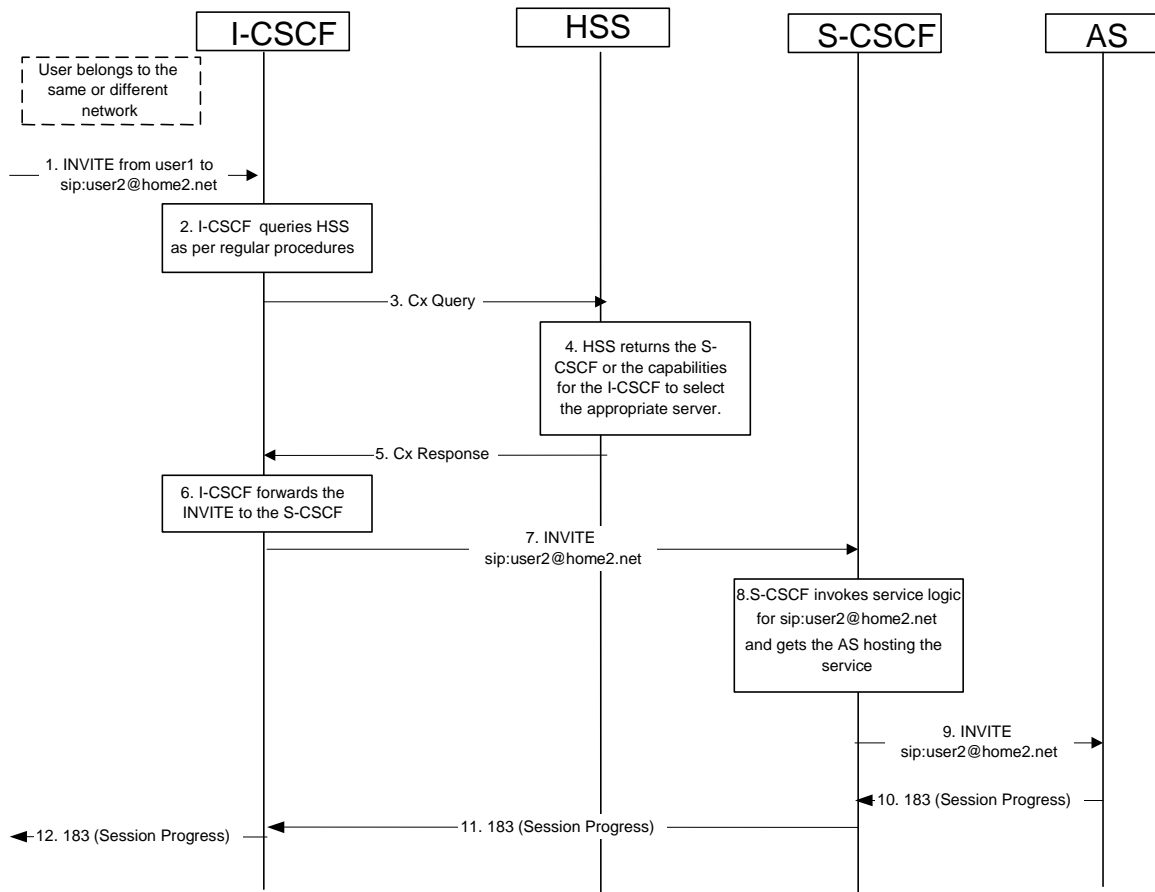 I-CSCF
HSS
S-CSCF
AS
User belongs to the
same or different
network
1. INVITE from user1 to
sip:user2@home2.net
2. I-CSCF queries HSS
as per regular procedures
3. Cx Query
4. HSS returns the S-
CSCF or the capabilities
for the I-CSCF to select
the appropriate server.
5. Cx Response
6. I-CSCF forwards the
INVITE to the S-CSCF
7. INVITE
sip:user2@home2.net
8.S-CSCF invokes service logic
for sip:user2@home2.net
and gets the AS hosting the
service
9. INVITE
sip:user2@home2.net
10. 183 (Session Progress)
11. 183 (Session Progress)
12. 183 (Session Progress)